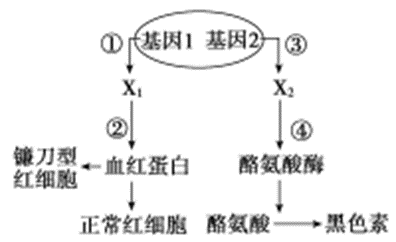 ① 基因1 基因2 ③
X₁ X₂
② ④
镰刀型
红细胞
血红蛋白 酪氨酸酶
正常红细胞 酪氨酸 黑色素